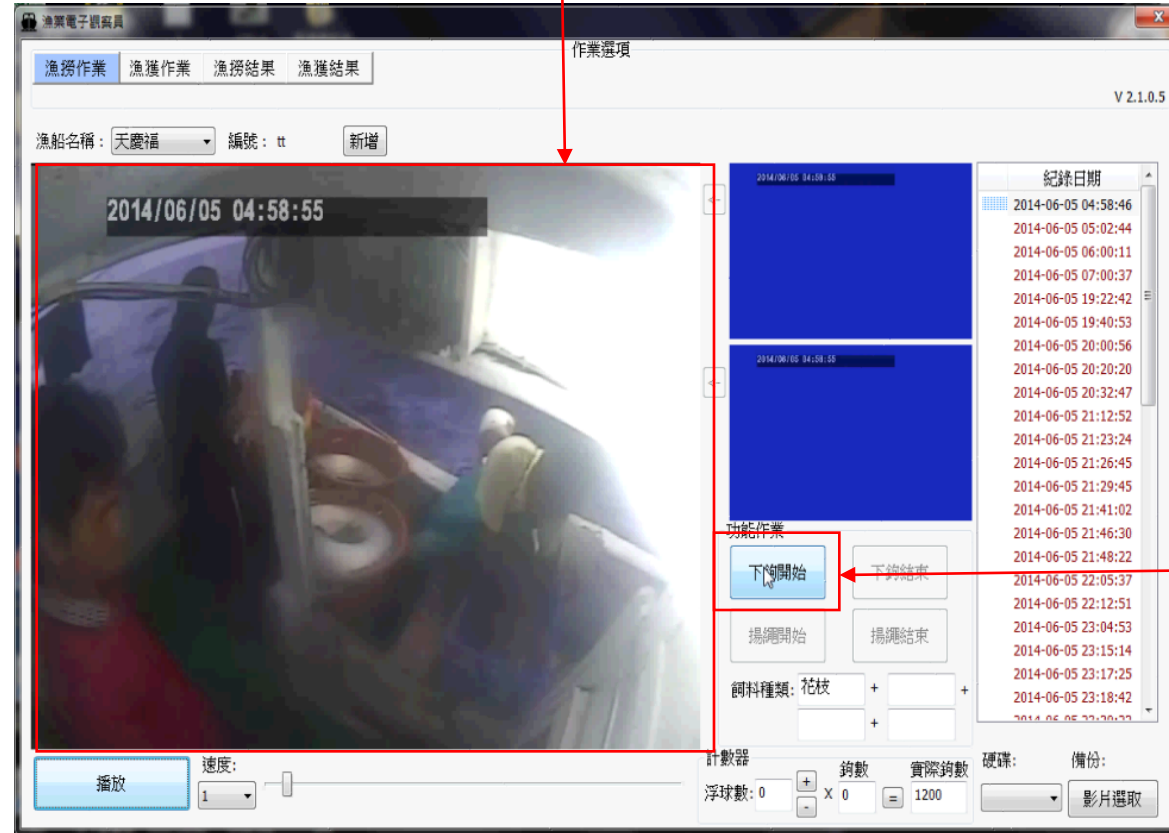 漁業電子觀察員
作業選項
漁撈作業 漁獲作業 漁撈結果 漁獲結果
V 2.1.0.5
漁船名稱： 天慶福 編號： tt 新增
2014/06/05 04:58:55
2014/06/05 04:58:55
2014/06/05 04:58:55
<-
<-
功能作業
下鉤開始 下鉤結束
揚繩開始 揚繩結束
飼料種類: 花枝 + +
+
紀錄日期
2014-06-05 04:58:46
2014-06-05 05:02:44
2014-06-05 06:00:11
2014-06-05 07:00:37
2014-06-05 19:22:42
2014-06-05 19:40:53
2014-06-05 20:00:56
2014-06-05 20:20:20
2014-06-05 20:32:47
2014-06-05 21:12:52
2014-06-05 21:23:24
2014-06-05 21:26:45
2014-06-05 21:29:45
2014-06-05 21:41:02
2014-06-05 21:46:30
2014-06-05 21:48:22
2014-06-05 22:05:37
2014-06-05 22:12:51
2014-06-05 23:04:53
2014-06-05 23:15:14
2014-06-05 23:17:25
2014-06-05 23:18:42
播放 速度:
1
計數器
鉤數 實際鉤數
浮球數: 0 + - X 0 = 1200
硬碟: 備份:
影片選取